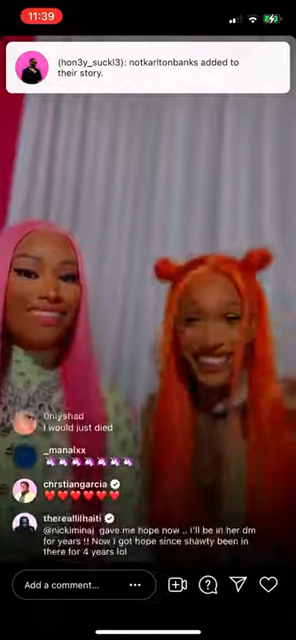 11:39
(hon3y_suckl3): notkarltonbanks added to
their story.
0nlyshad
I would just died
_manalxx
🦄🦄🦄🦄🦄🦄🦄
chrstiangarcia
❤️❤️❤️❤️❤️❤️
thereallilhaiti
@nickiminaj gave me hope now .. I'll be in her dm
for years !! Now i got hope since shawty been in
there for 4 years lol
Add a comment...